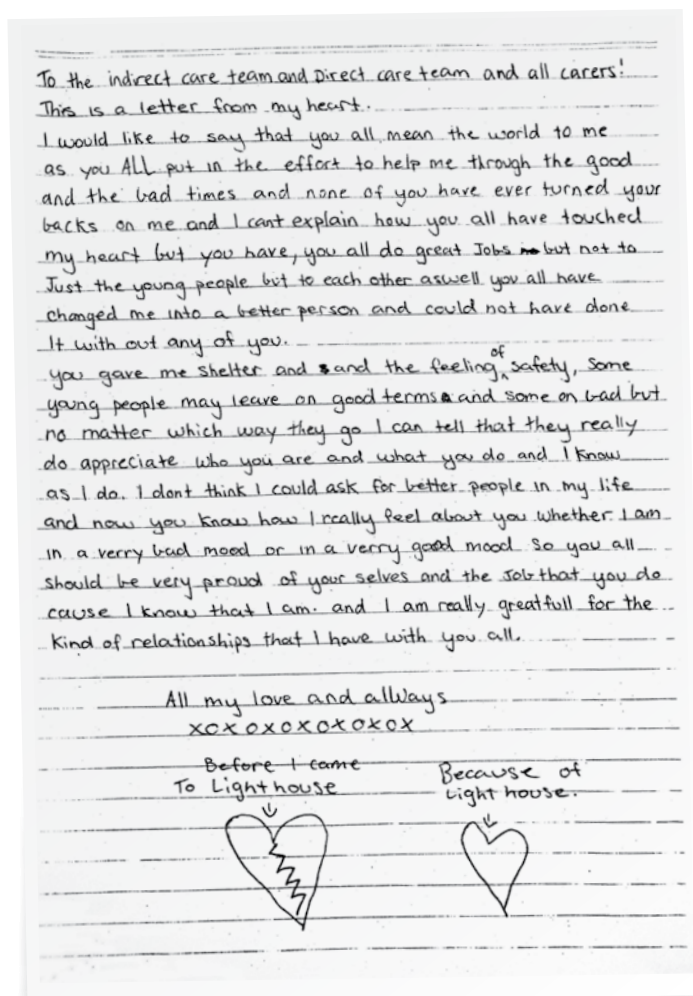 To the indirect care team and Direct care team and all carers!
This is a letter from my heart.
I would like to say that you all mean the world to me
as you ALL put in the effort to help me through the good
and the bad times and none of you have ever turned your
backs on me and I cant explain how you all have touched
my heart but you have, you all do great Jobs but not to
Just the young people but to each other aswell you all have
changed me into a better person and could not have done
It with out any of you.
you gave me shelter and and the feeling of safety, some
young people may leave on good terms and some on bad but
no matter which way they go I can tell that they really
do appreciate who you are and what you do and I know
as I do. I dont think I could ask for better people in my life
and now you know how I really feel about you whether I am
in a verry bad mood or in a verry good mood so you all
should be very proud of your selves and the Job that you do
cause I know that I am. and I am really greatfull for the
kind of relationships that I have with you all.
All my love and allways
xoxoxoxoxoxox
Before I came
To Lighthouse
Because of
Light house.